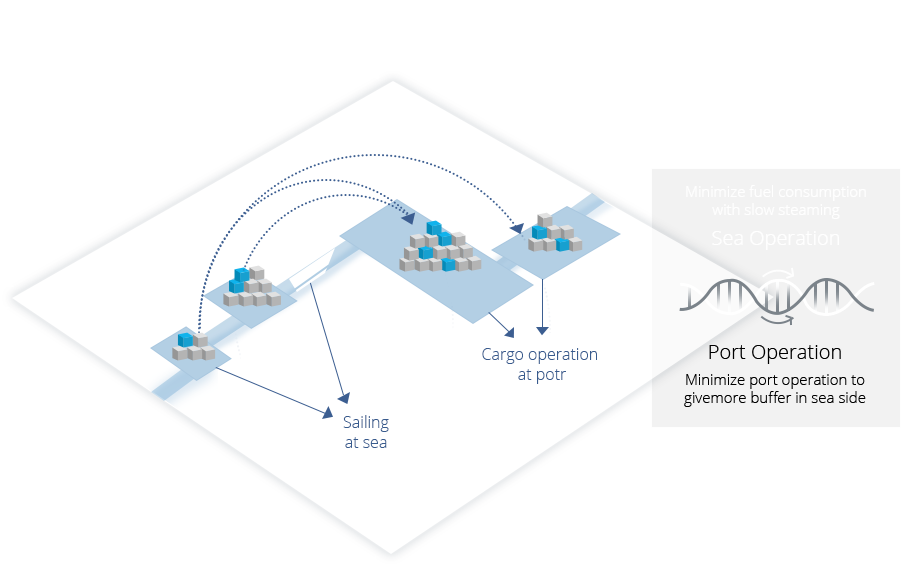 Minimize fuel consumption
with slow steaming
Sea Operation
Cargo operation
at potr
Port Operation
Minimize port operation to
givemore buffer in sea side
Sailing
at sea